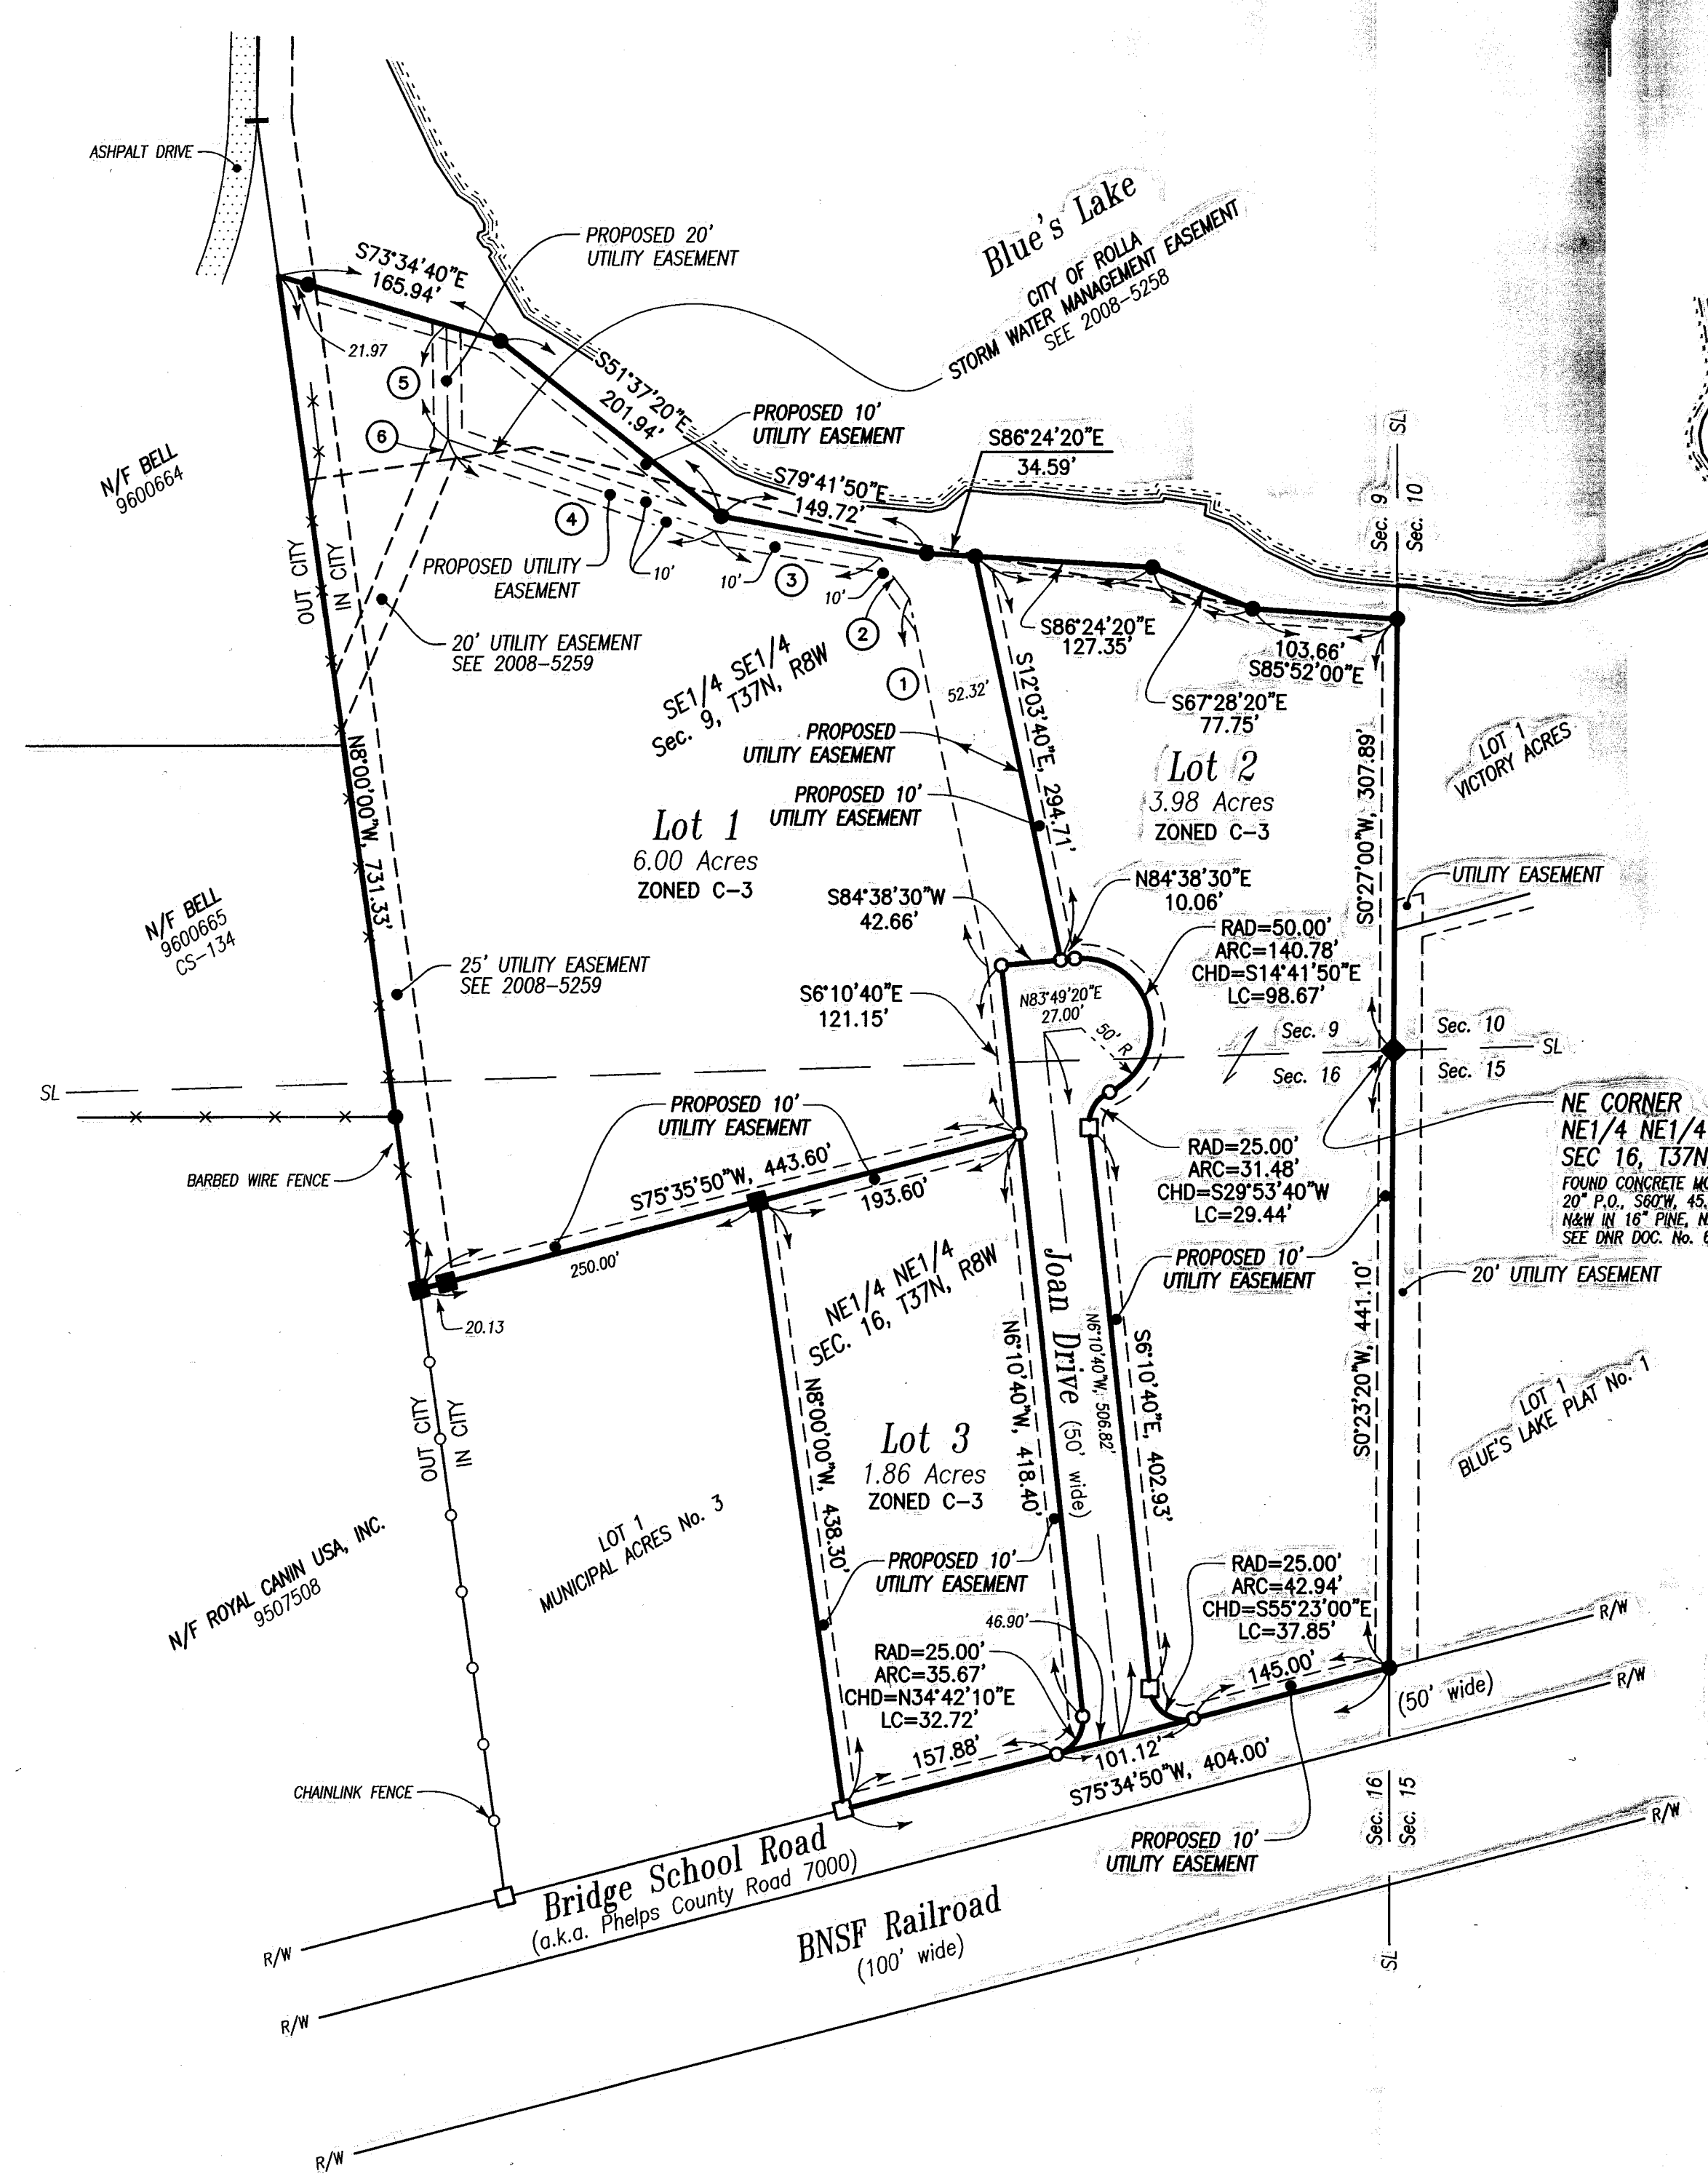 ASHPALT DRIVE
S73°34'40"E
165.94'
PROPOSED 20'
UTILITY EASEMENT
Blue's Lake
CITY OF ROLLA
STORM WATER MANAGEMENT EASEMENT
SEE 2008-5258
21.97
5
6
S51°37'20"E
201.94'
PROPOSED 10'
UTILITY EASEMENT
S86°24'20"E
34.59'
SL
Sec. 9
Sec. 10
N/F BELL
9600664
S79°41'50"E
149.72'
4
PROPOSED UTILITY
EASEMENT
10'
10'
3
10'
2
1
OUT CITY
IN CITY
20' UTILITY EASEMENT
SEE 2008-5259
SE1/4 SE1/4
Sec. 9, T37N, R8W
S86°24'20"E
127.35'
103.66'
S85°52'00"E
S67°28'20"E
77.75'
52.32'
S12°03'40"E, 294.71'
PROPOSED
UTILITY EASEMENT
PROPOSED 10'
UTILITY EASEMENT
Lot 1
6.00 Acres
ZONED C-3
Lot 2
3.98 Acres
ZONED C-3
S0°27'00"W, 307.89'
LOT 1
VICTORY ACRES
N8°00'00"W, 731.33'
UTILITY EASEMENT
S84°38'30"W
42.66'
N84°38'30"E
10.06'
N/F BELL
9600665
CS-134
25' UTILITY EASEMENT
SEE 2008-5259
RAD=50.00'
ARC=140.78'
CHD=S14°41'50"E
LC=98.67'
S6°10'40"E
121.15'
N83°49'20"E
27.00'
50' R
Sec. 9
Sec. 10
SL
Sec. 16
Sec. 15
SL
PROPOSED 10'
UTILITY EASEMENT
NE CORNER
NE1/4 NE1/4
SEC 16, T37N
FOUND CONCRETE
20" P.O., S60°W, 45.
N&W IN 16" PINE,
SEE DNR DOC. No.
BARBED WIRE FENCE
S75°35'50"W, 443.60'
193.60'
RAD=25.00'
ARC=31.48'
CHD=S29°53'40"W
LC=29.44'
250.00'
20.13
NE1/4 NE1/4
SEC. 16, T37N, R8W
Joan Drive (50' wide)
N6°10'40"W, 506.82'
PROPOSED 10'
UTILITY EASEMENT
20' UTILITY EASEMENT
N6°10'40"W, 418.40'
S6°10'40"E, 402.93'
S0°23'20"W, 441.10'
LOT 1
BLUE'S LAKE PLAT No. 1
OUT CITY
IN CITY
N8°00'00"W, 438.30'
Lot 3
1.86 Acres
ZONED C-3
LOT 1
MUNICIPAL ACRES No. 3
N/F ROYAL CANIN USA, INC.
9507508
PROPOSED 10'
UTILITY EASEMENT
46.90'
RAD=25.00'
ARC=42.94'
CHD=S55°23'00"E
LC=37.85'
RAD=25.00'
ARC=35.67'
CHD=N34°42'10"E
LC=32.72'
145.00'
R/W
(50' wide)
R/W
157.88'
101.12'
S75°34'50"W, 404.00'
CHAINLINK FENCE
Sec. 16
Sec. 15
R/W
PROPOSED 10'
UTILITY EASEMENT
Bridge School Road
(a.k.a. Phelps County Road 7000)
BNSF Railroad
(100' wide)
SL
R/W
R/W
R/W